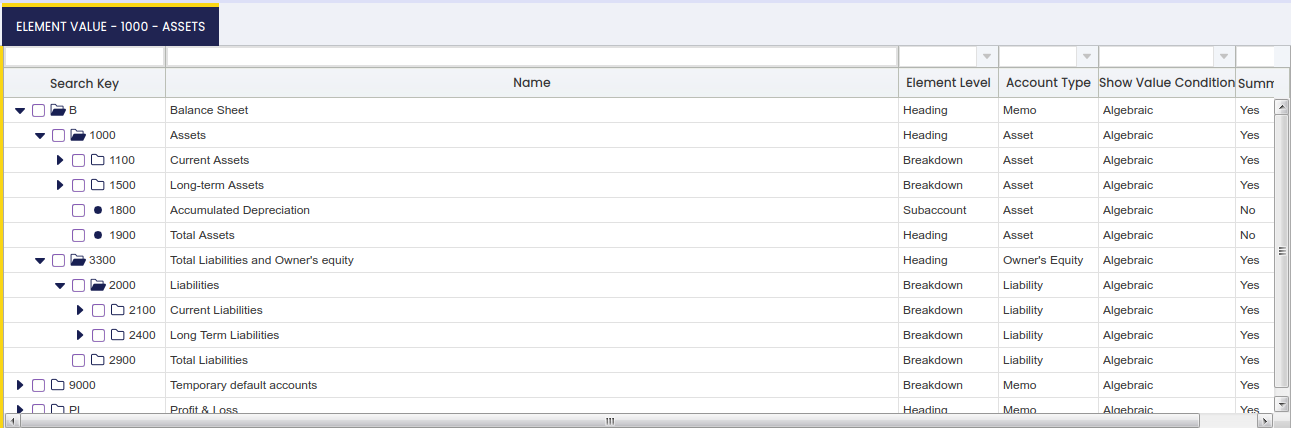 ELEMENT VALUE - 1000 - ASSETS
Search Key Name Element Level Account Type Show Value Condition Summ
B Balance Sheet Heading Memo Algebraic Yes
1000 Assets Heading Asset Algebraic Yes
1100 Current Assets Breakdown Asset Algebraic Yes
1500 Long-term Assets Breakdown Asset Algebraic Yes
1800 Accumulated Depreciation Subaccount Asset Algebraic No
1900 Total Assets Heading Asset Algebraic No
3300 Total Liabilities and Owner's equity Heading Owner's Equity Algebraic Yes
2000 Liabilities Breakdown Liability Algebraic Yes
2100 Current Liabilities Breakdown Liability Algebraic Yes
2400 Long Term Liabilities Breakdown Liability Algebraic Yes
2900 Total Liabilities Breakdown Liability Algebraic Yes
9000 Temporary default accounts Breakdown Memo Algebraic Yes
PL Profit & Loss Heading Memo Algebraic Yes